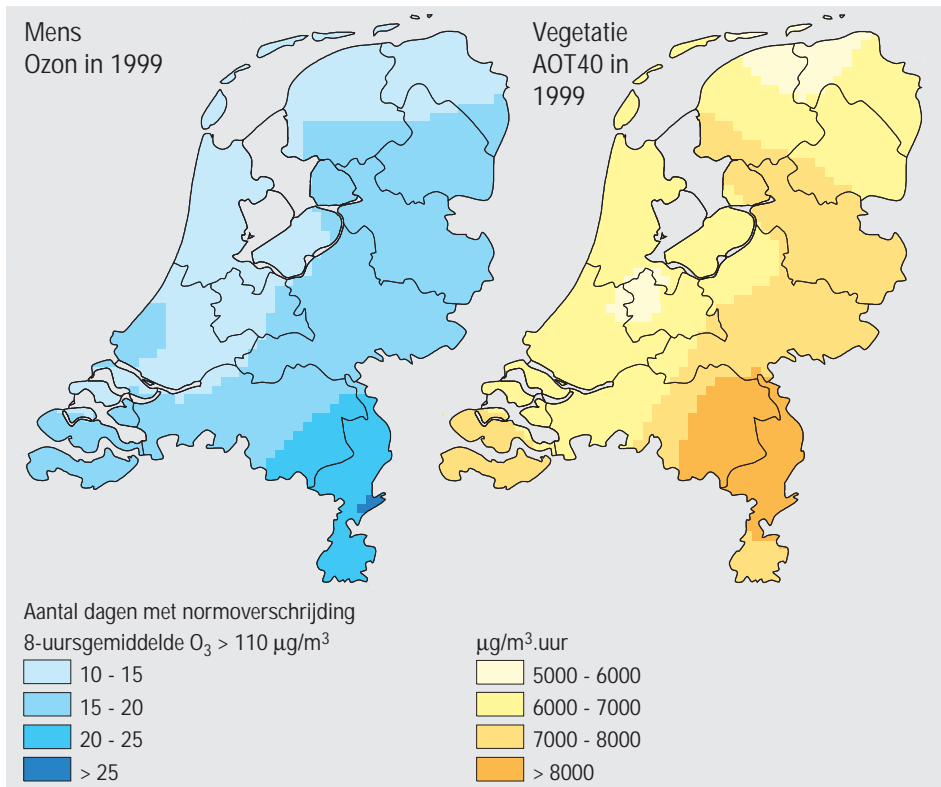 Mens
Ozon in 1999
Vegetatie
AOT40 in
1999
Aantal dagen met normoverschrijding
8-uursgemiddelde O₃ > 110 µg/m³
10 - 15
15 - 20
20 - 25
> 25
µg/m³.uur
5000 - 6000
6000 - 7000
7000 - 8000
> 8000